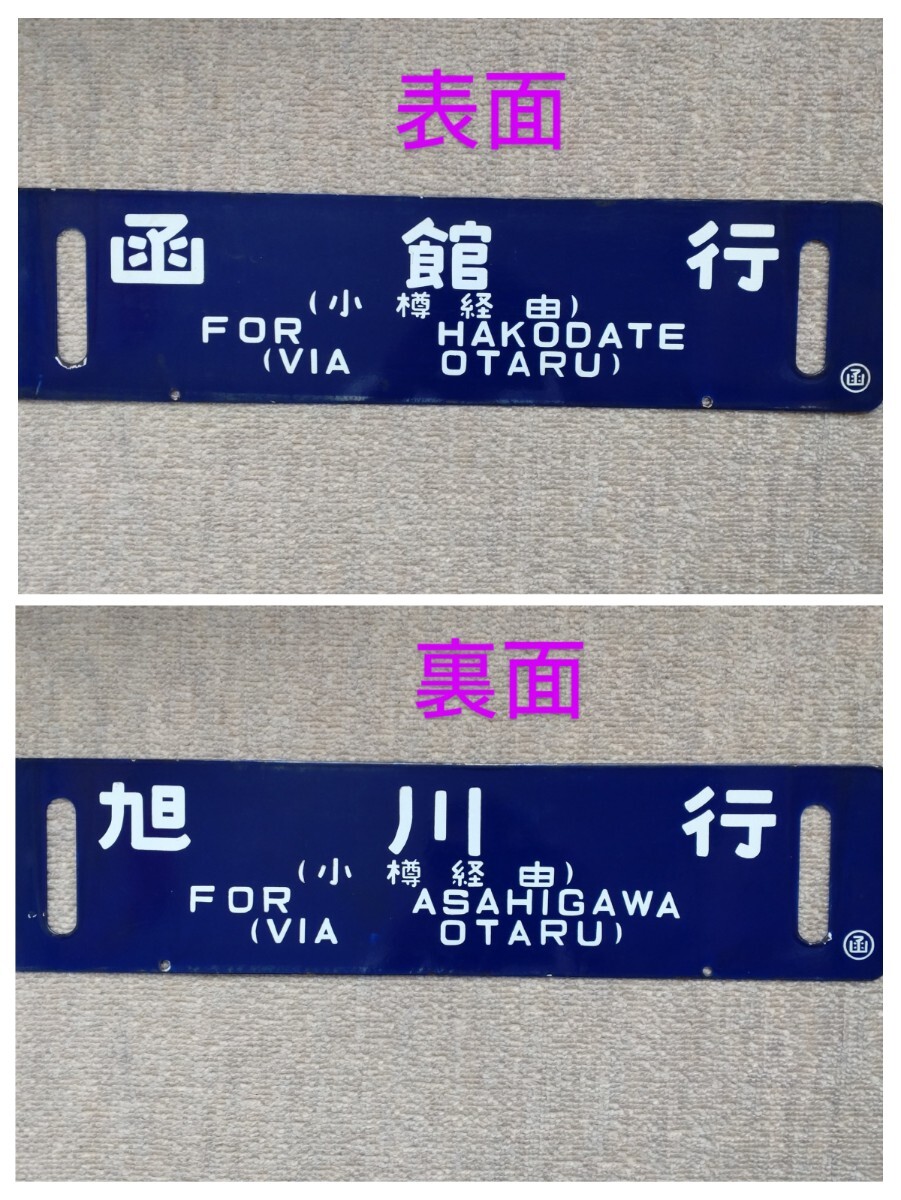 表面
函館行
(小樽経由)
FOR HAKODATE
(VIA OTARU)
函
裏面
旭川行
(小樽経由)
FOR ASAHIGAWA
(VIA OTARU)
函